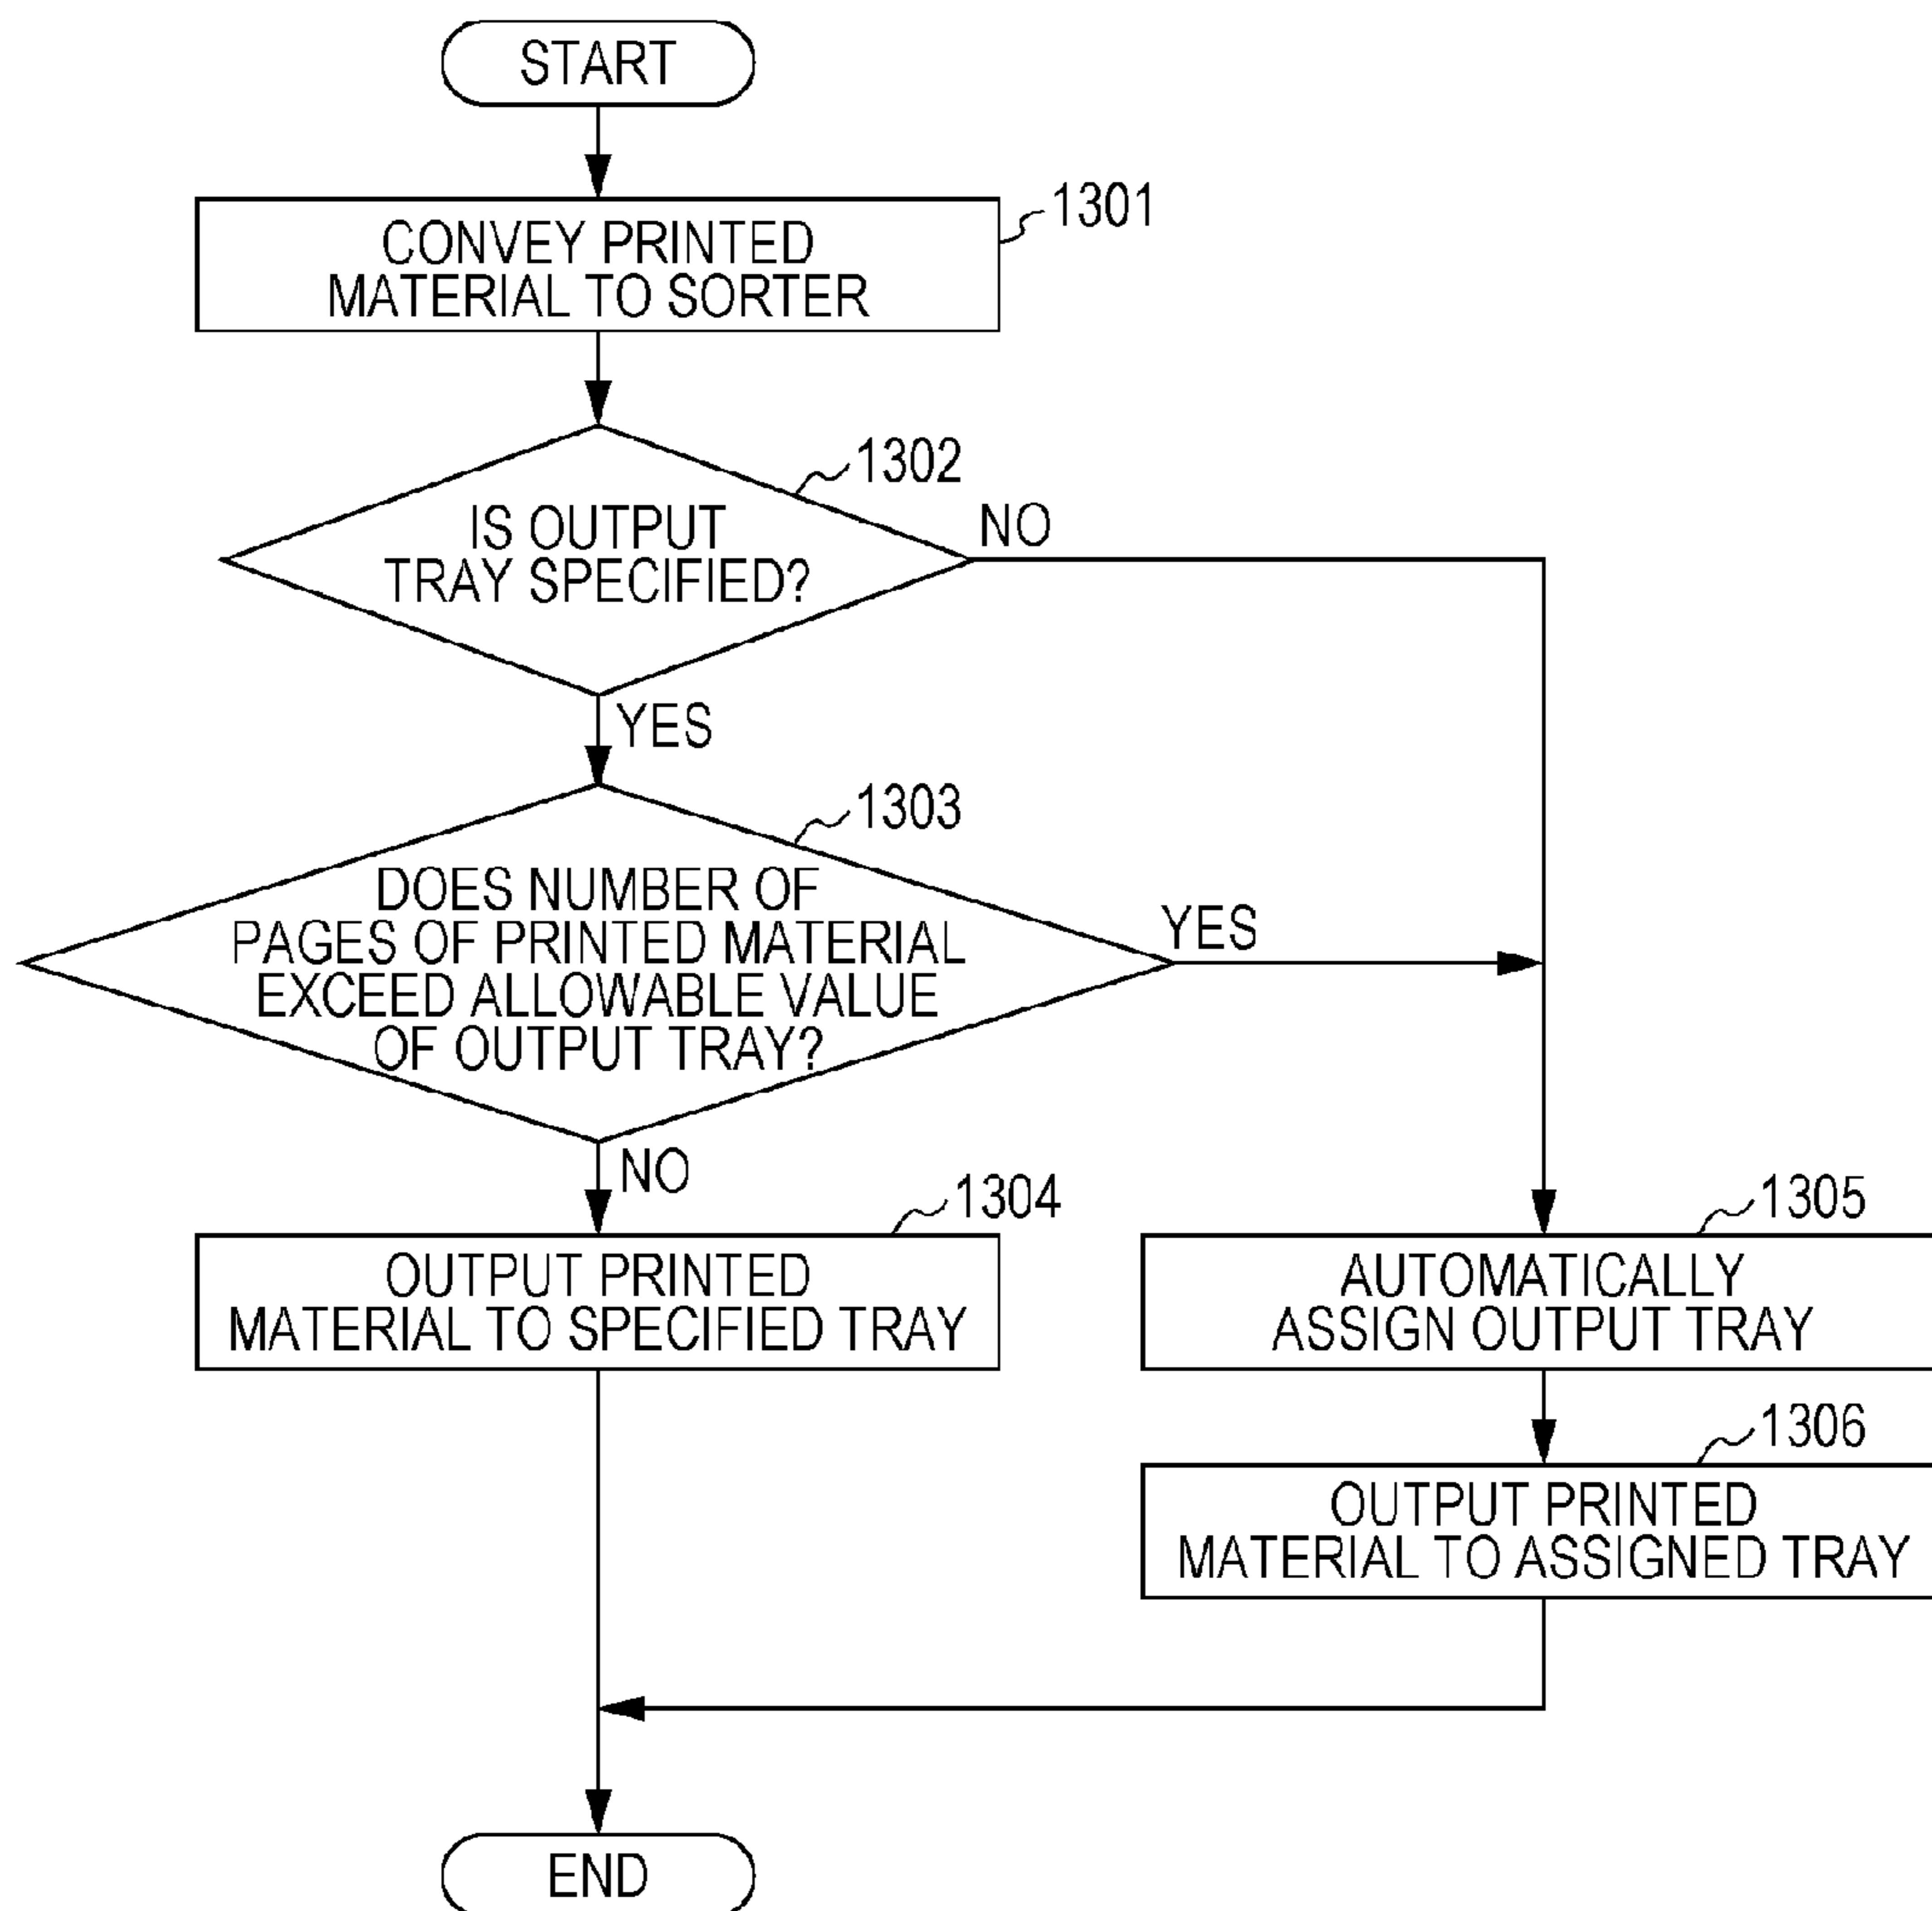 START
1301
CONVEY PRINTED
MATERIAL TO SORTER
1302
IS OUTPUT
TRAY SPECIFIED?
NO
YES
1303
DOES NUMBER OF
PAGES OF PRINTED MATERIAL
EXCEED ALLOWABLE VALUE
OF OUTPUT TRAY?
YES
NO
1304
OUTPUT PRINTED
MATERIAL TO SPECIFIED TRAY
1305
AUTOMATICALLY
ASSIGN OUTPUT TRAY
1306
OUTPUT PRINTED
MATERIAL TO ASSIGNED TRAY
END